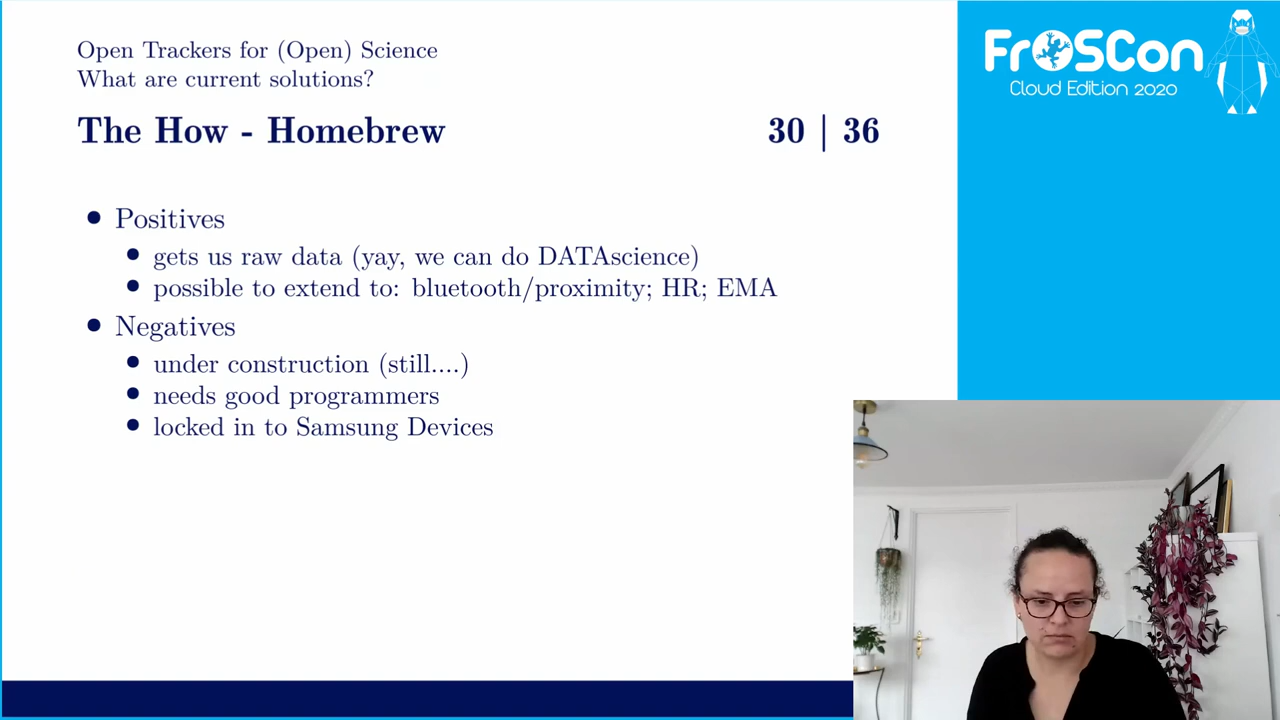 Open Trackers for (Open) Science
What are current solutions?
The How - Homebrew
30 | 36
• Positives
• gets us raw data (yay, we can do DATAscience)
• possible to extend to: bluetooth/proximity; HR; EMA
• Negatives
• under construction (still....)
• needs good programmers
• locked in to Samsung Devices
FrOSCon
Cloud Edition 2020